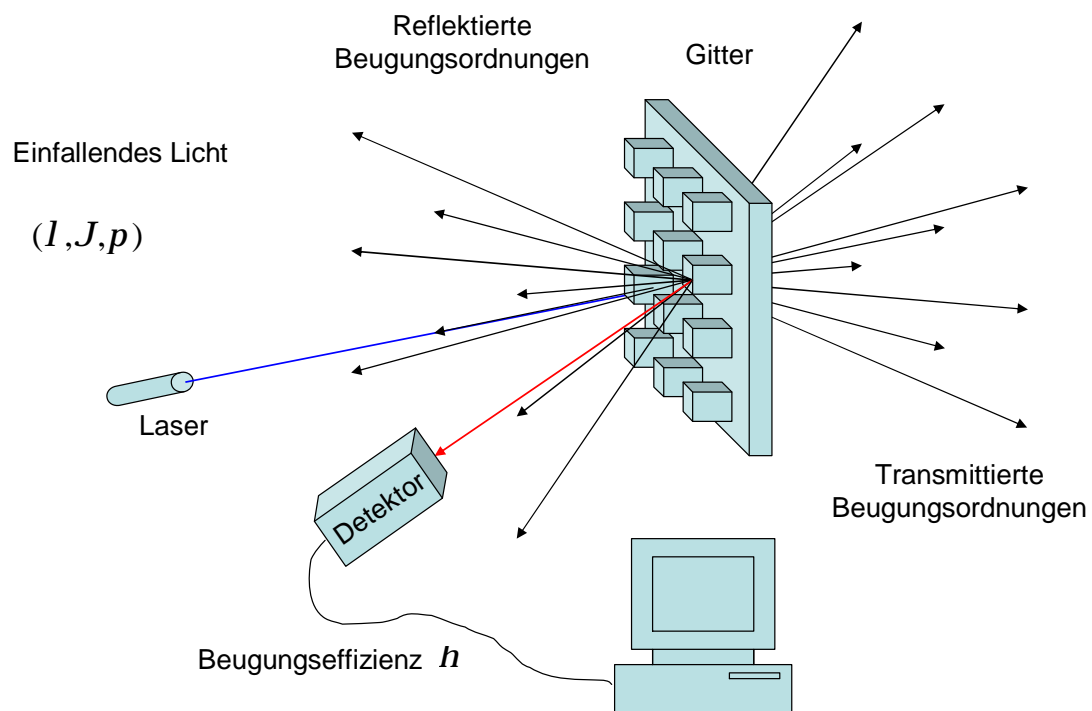 Reflektierte
Beugungsordnungen
Gitter
Einfallendes Licht
(l,J,p)
Laser
Detektor
Transmittierte
Beugungsordnungen
Beugungseffizienz h